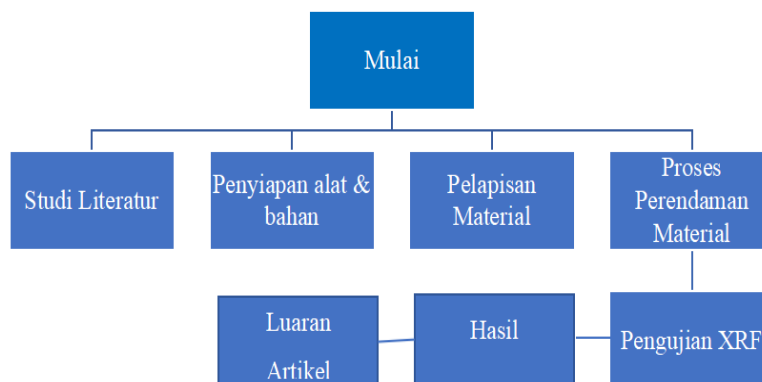 Mulai
Studi Literatur
Penyiapan alat &
bahan
Pelapisan
Material
Proses
Perendaman
Material
Luaran
Artikel
Hasil
Pengujian XRF